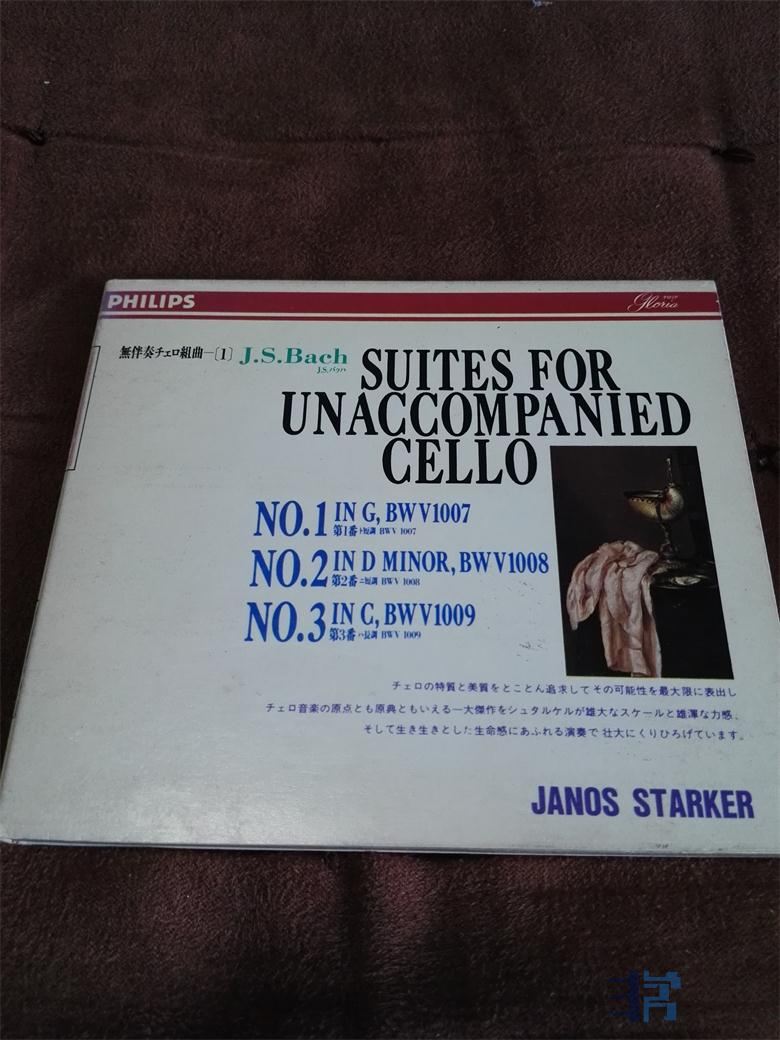 PHILIPS
グロリア
Gloria
無伴奏チェロ組曲—〔1〕 J.S.Bach
J.S.バッハ
SUITES FOR
UNACCOMPANIED
CELLO
NO.1 IN G, BWV1007
第1番 ト短調 BWV 1007
NO.2 IN D MINOR, BWV1008
第2番 ニ短調 BWV 1008
NO.3 IN C, BWV1009
第3番 ハ長調 BWV 1009
チェロの特質と美質をとことん追求してその可能性を最大限に表出し
チェロ音楽の原点とも原典ともいえる一大傑作をシュタルケルが雄大なスケールと雄渾な力感、
そして生き生きとした生命感にあふれる演奏で壮大にくりひろげています。
JANOS STARKER